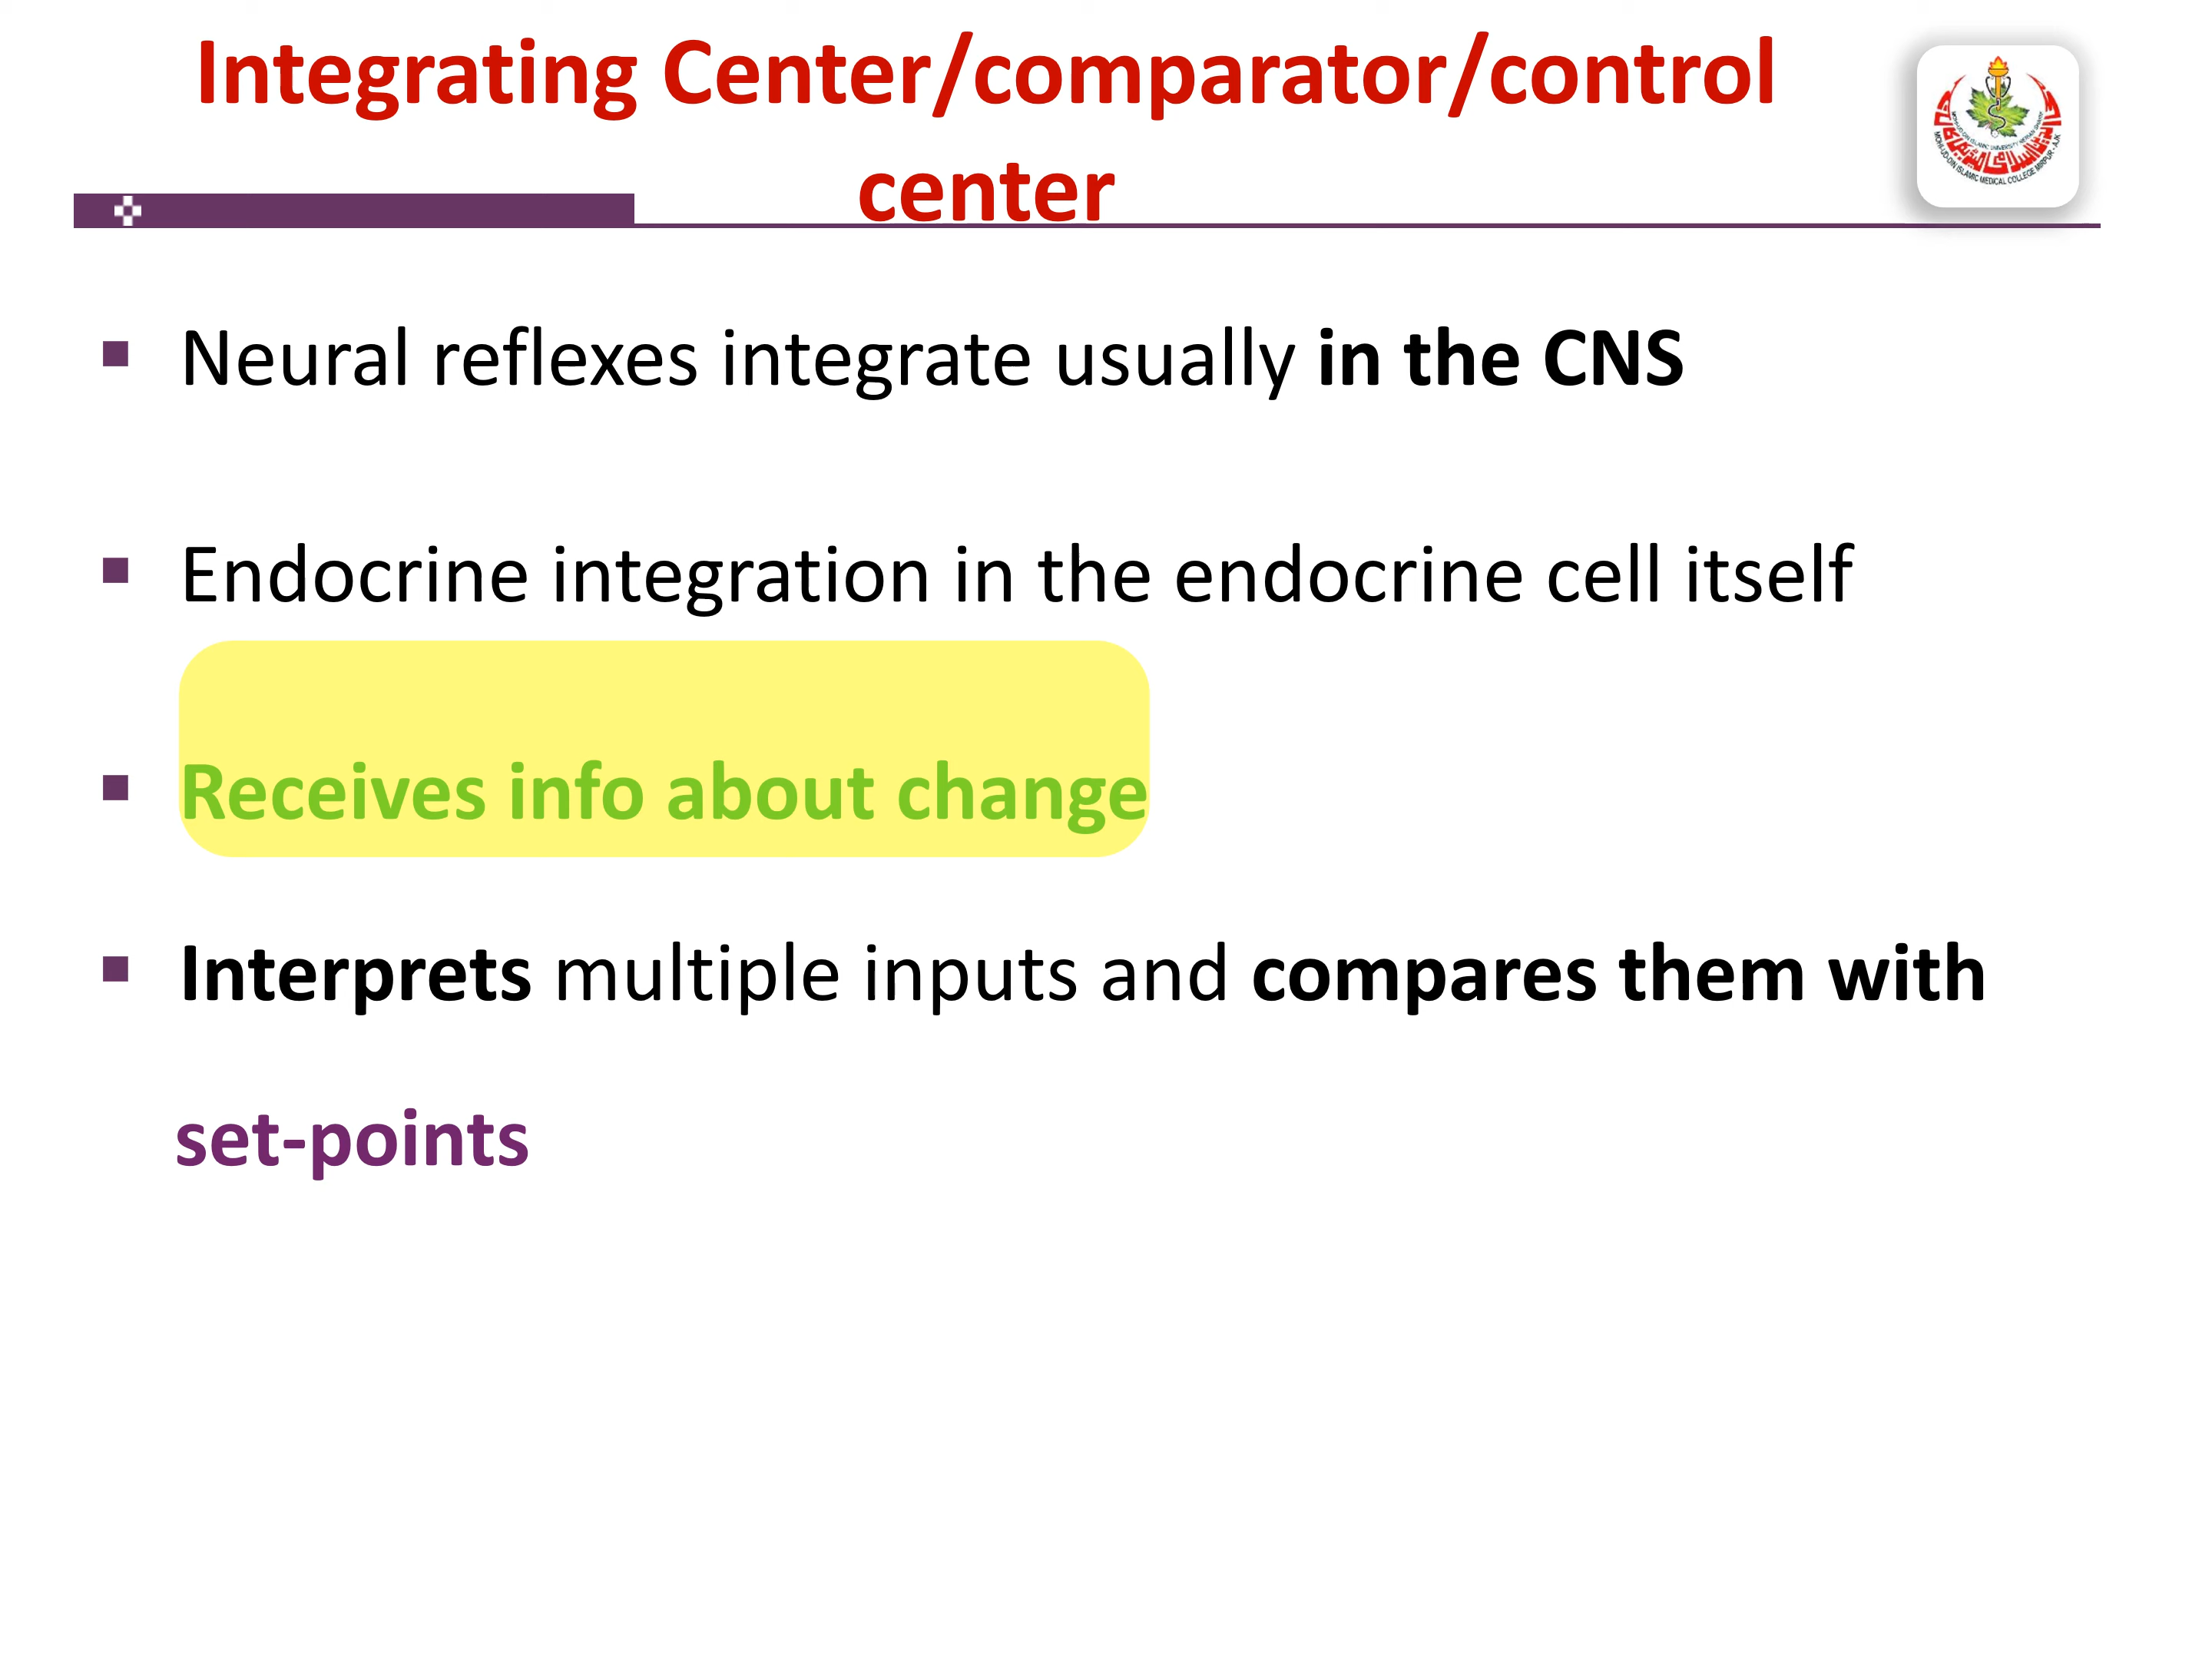 Integrating Center/comparator/control
center
Neural reflexes integrate usually in the CNS
Endocrine integration in the endocrine cell itself
Receives info about change
Interprets multiple inputs and compares them with
set-points